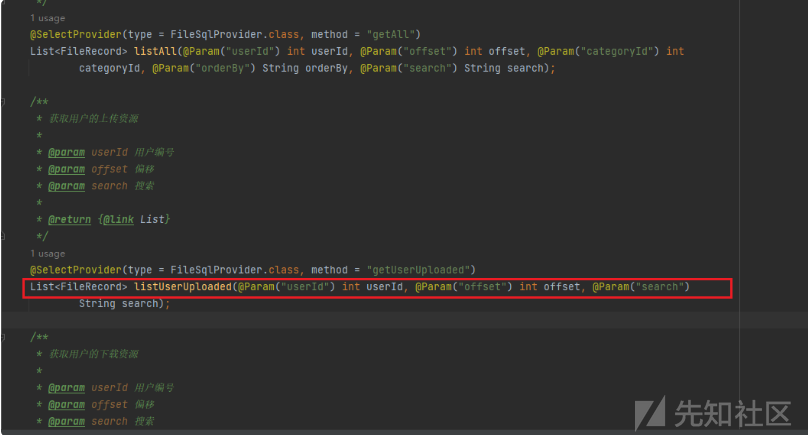 */
1 usage
@SelectProvider(type = FileSqlProvider.class, method = "getAll")
List<FileRecord> listAll(@Param("userId") int userId, @Param("offset") int offset, @Param("categoryId") int
categoryId, @Param("orderBy") String orderBy, @Param("search") String search);
/**
* 获取用户的上传资源
*
* @param userId 用户编号
* @param offset 偏移
* @param search 搜索
*
* @return {@link List}
*/
1 usage
@SelectProvider(type = FileSqlProvider.class, method = "getUserUploaded")
List<FileRecord> listUserUploaded(@Param("userId") int userId, @Param("offset") int offset, @Param("search")
String search);
/**
* 获取用户的下载资源
*
* @param userId 用户编号
* @param offset 偏移
* @param search 搜索
先知社区